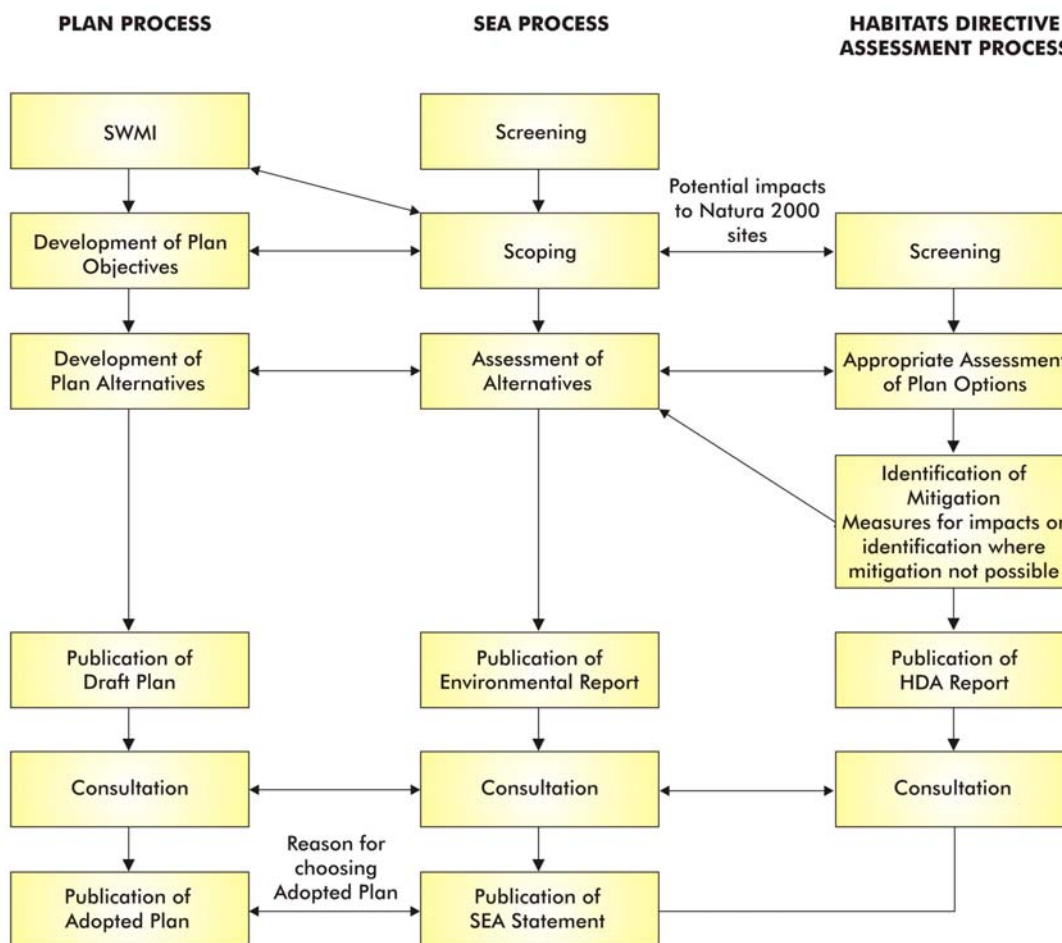 PLAN PROCESS
SEA PROCESS
HABITATS DIRECTIVE
ASSESSMENT PROCESS
SWMI
Screening
Potential impacts
to Natura 2000
sites
Development of Plan
Objectives
Scoping
Screening
Development of
Plan Alternatives
Assessment of
Alternatives
Appropriate Assessment
of Plan Options
Identification of
Mitigation
Measures for impacts or
identification where
mitigation not possible
Publication of
Draft Plan
Publication of
Environmental Report
Publication of
HDA Report
Consultation
Consultation
Consultation
Reason for
choosing
Adopted Plan
Publication of
Adopted Plan
Publication of
SEA Statement